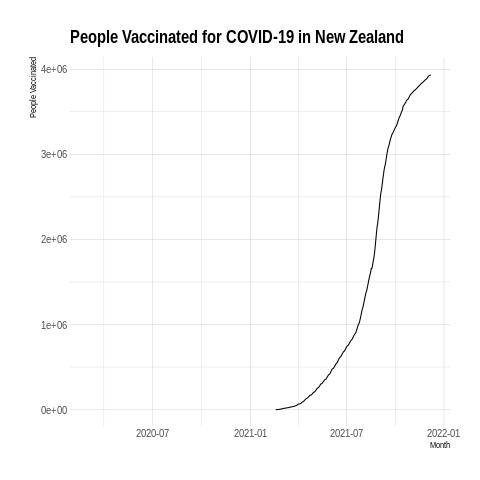 People Vaccinated for COVID-19 in New Zealand
People Vaccinated
4e+06
3e+06
2e+06
1e+06
0e+00
2020-07 2021-01 2021-07 2022-01
Month